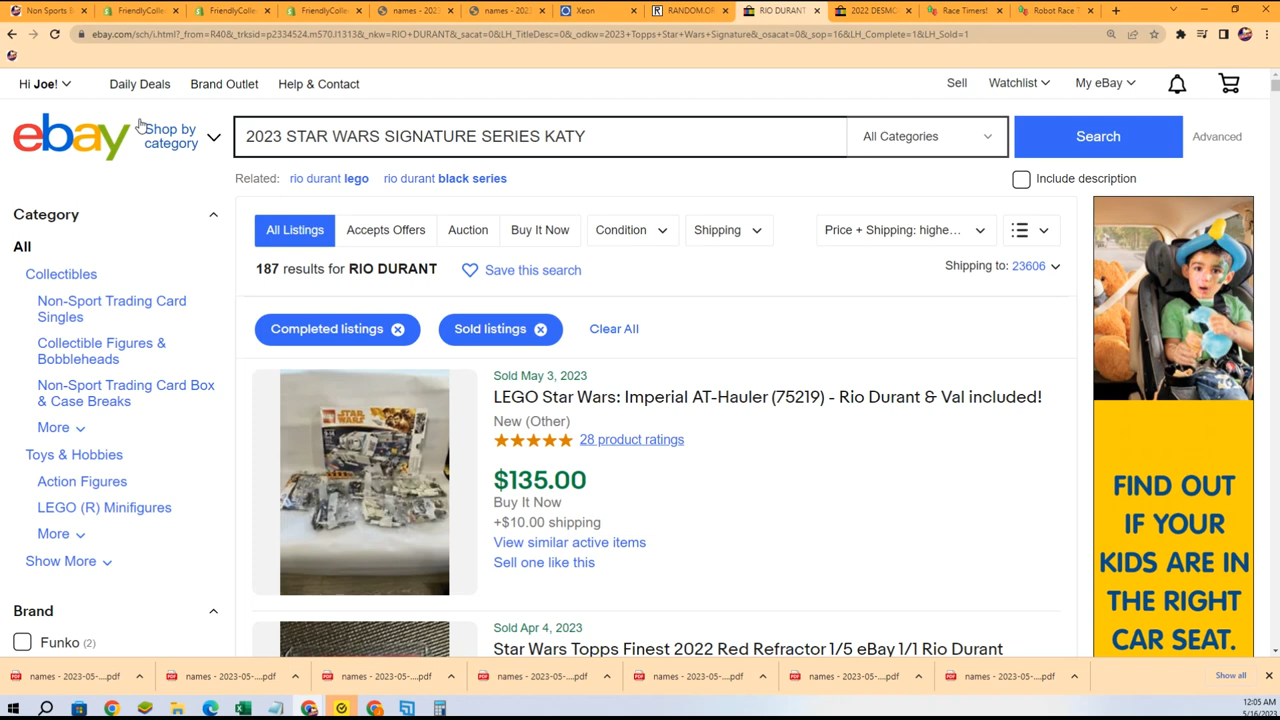 Non Sports B
FriendlyColle
FriendlyColle
FriendlyColle
names - 2023
names - 2023
Xeon
RANDOM.OR
RIO DURANT
2022 DESMO
Race Timers!
Robot Race T
ebay.com/sch/i.html?_from=R40&_trksid=p2334524.m570.l1313&_nkw=RIO+DURANT&_sacat=0&LH_TitleDesc=0&_odkw=2023+Topps+Star+Wars+Signature&_osacat=0&_sop=16&LH_Complete=1&LH_Sold=1
Hi Joe!
Daily Deals
Brand Outlet
Help & Contact
Sell
Watchlist
My eBay
ebay
Shop by
category
2023 STAR WARS SIGNATURE SERIES KATY
All Categories
Search
Advanced
Related:
rio durant lego
rio durant black series
Include description
Category
All
Collectibles
Non-Sport Trading Card
Singles
Collectible Figures &
Bobbleheads
Non-Sport Trading Card Box
& Case Breaks
More
Toys & Hobbies
Action Figures
LEGO (R) Minifigures
More
Show More
Brand
Funko (2)
All Listings
Accepts Offers
Auction
Buy It Now
Condition
Shipping
Price + Shipping: highe...
187 results for RIO DURANT
Save this search
Shipping to: 23606
Completed listings
Sold listings
Clear All
Sold May 3, 2023
LEGO Star Wars: Imperial AT-Hauler (75219) - Rio Durant & Val included!
New (Other)
28 product ratings
$135.00
Buy It Now
+$10.00 shipping
View similar active items
Sell one like this
Sold Apr 4, 2023
Star Wars Topps Finest 2022 Red Refractor 1/5 eBay 1/1 Rio Durant
STAR WARS
FIND OUT
IF YOUR
KIDS ARE IN
THE RIGHT
CAR SEAT.
names - 2023-05-....pdf
names - 2023-05-....pdf
names - 2023-05-....pdf
names - 2023-05-....pdf
names - 2023-05-....pdf
names - 2023-05-....pdf
names - 2023-05-....pdf
Show all
12:05 AM
5/16/2023